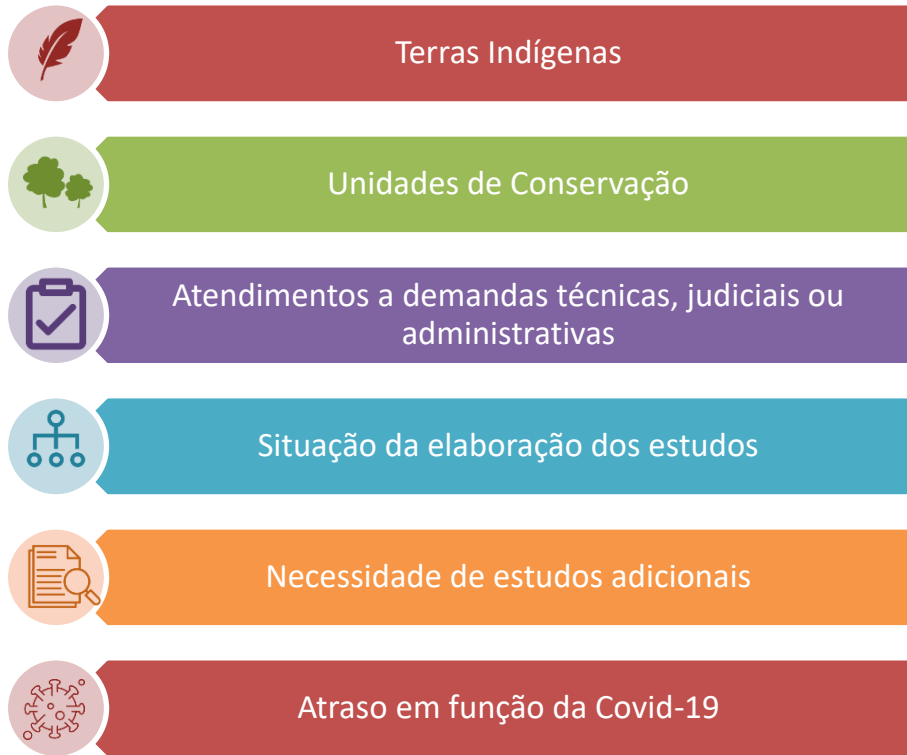 Terras Indígenas
Unidades de Conservação
Atendimentos a demandas técnicas, judiciais ou
administrativas
Situação da elaboração dos estudos
Necessidade de estudos adicionais
Atraso em função da Covid-19